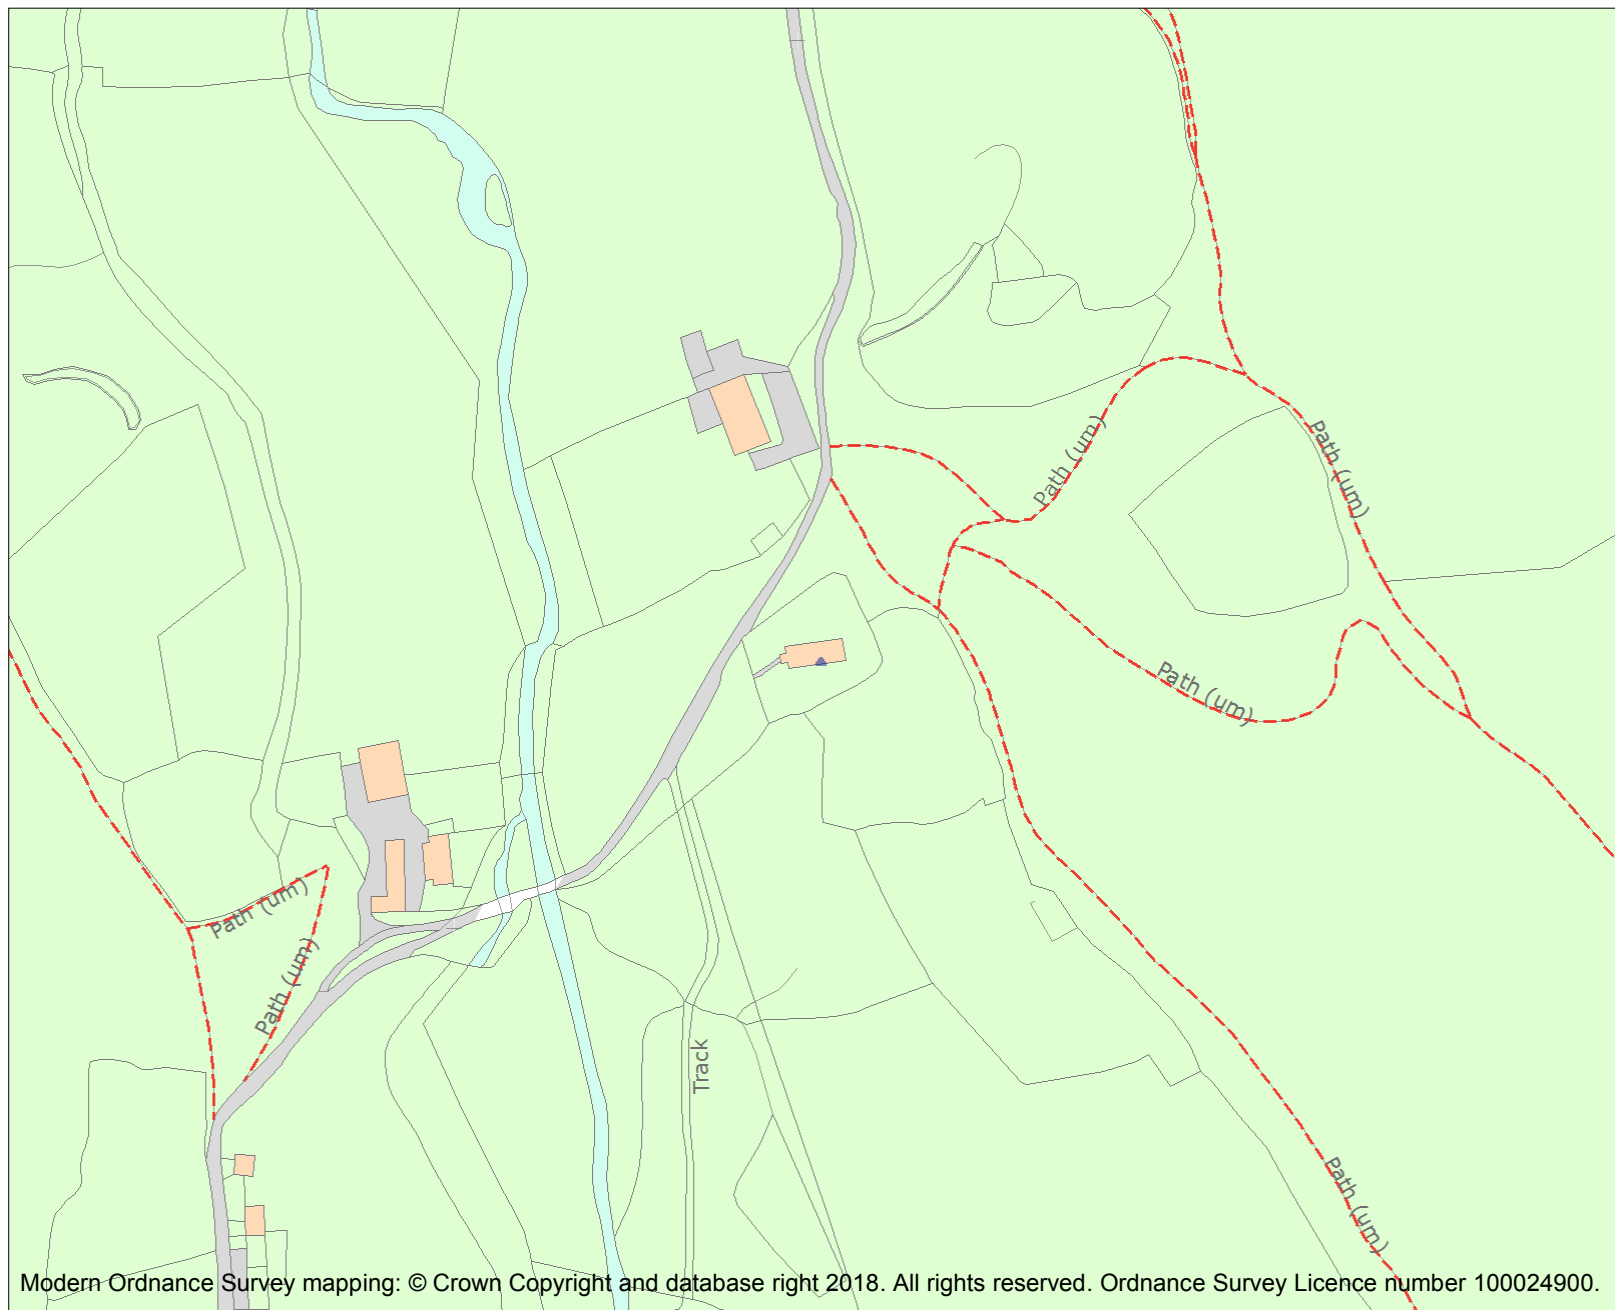 Path (um)
Path (um)
Path (um)
Path (um)
Path (um)
Track
Path (um)
Modern Ordnance Survey mapping: © Crown Copyright and database right 2018. All rights reserved. Ordnance Survey Licence number 100024900.